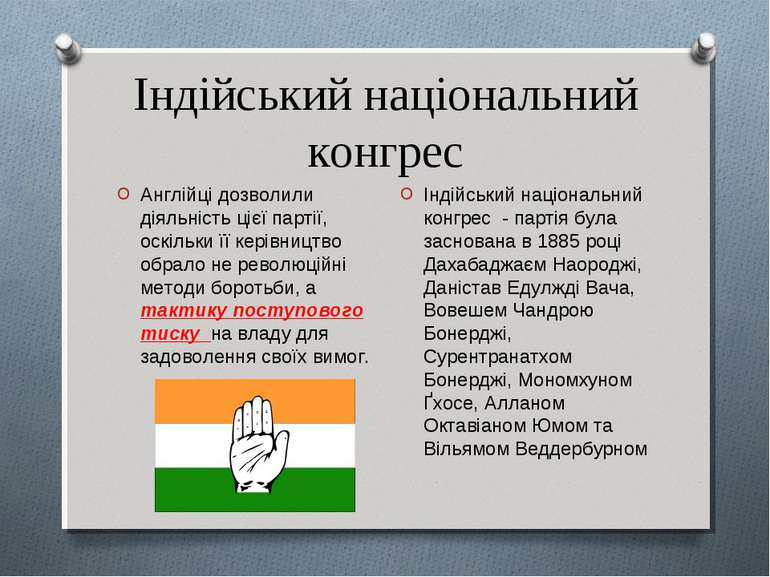 Індійський національний
конгрес
Англійці дозволили
діяльність цієї партії,
оскільки її керівництво
обрало не революційні
методи боротьби, а
тактику поступового
тиску на владу для
задоволення своїх вимог.
Індійський національний
конгрес - партія була
заснована в 1885 році
Дахабаджаєм Наороджі,
Даністав Едулжді Вача,
Вовешем Чандрою
Бонерджі,
Сурентранатхом
Бонерджі, Мономхуном
Ґхосе, Алланом
Октавіаном Юмом та
Вільямом Веддербурном